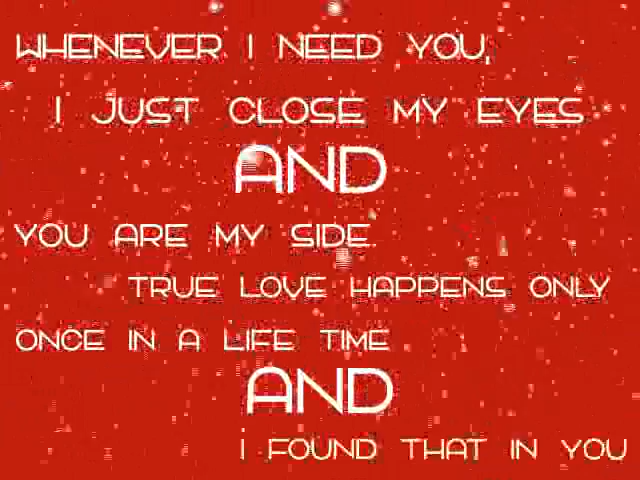 WHENEVER I NEED YOU,
I JUST CLOSE MY EYES
AND
YOU ARE MY SIDE.
TRUE LOVE HAPPENS ONLY
ONCE IN A LIFE TIME
AND
I FOUND THAT IN YOU